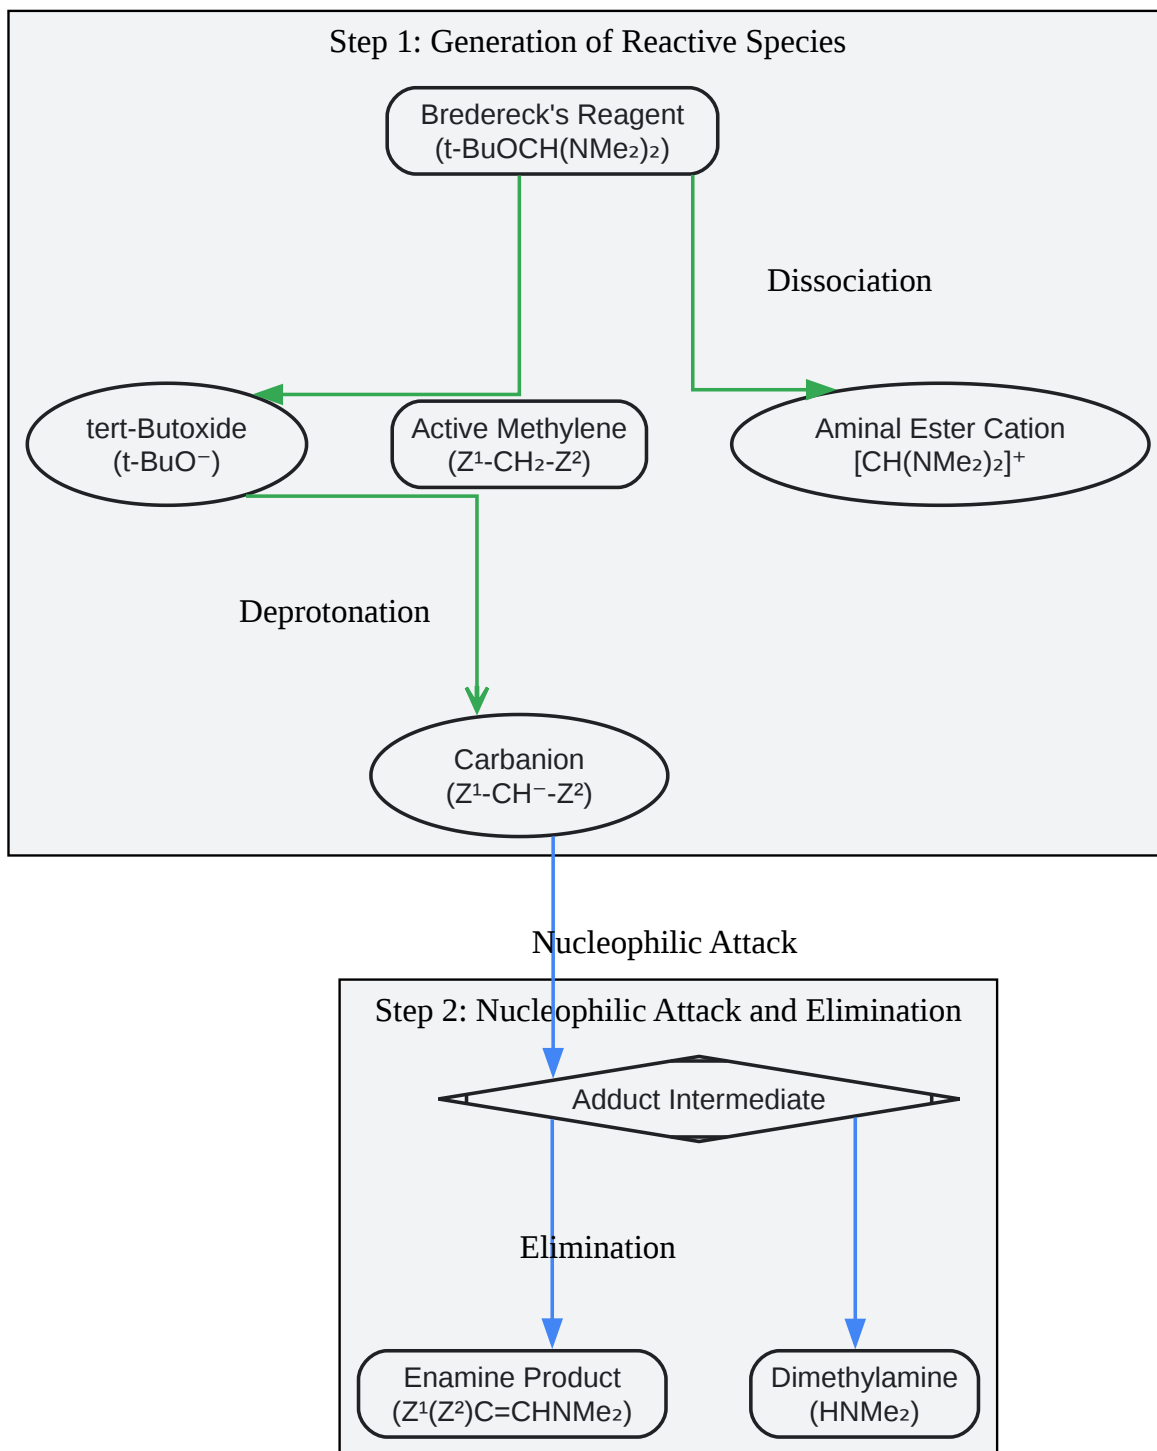 Step 1: Generation of Reactive Species
Bredereck's Reagent
(t-BuOCH(NMe₂)₂)
Dissociation
tert-Butoxide
(t-BuO⁻)
Active Methylene
(Z¹-CH₂-Z²)
Aminal Ester Cation
[CH(NMe₂)₂]⁺
Deprotonation
Carbanion
(Z¹-CH⁻-Z²)
Nucleophilic Attack
Step 2: Nucleophilic Attack and Elimination
Adduct Intermediate
Elimination
Enamine Product
(Z¹(Z²)C=CHNMe₂)
Dimethylamine
(HNMe₂)